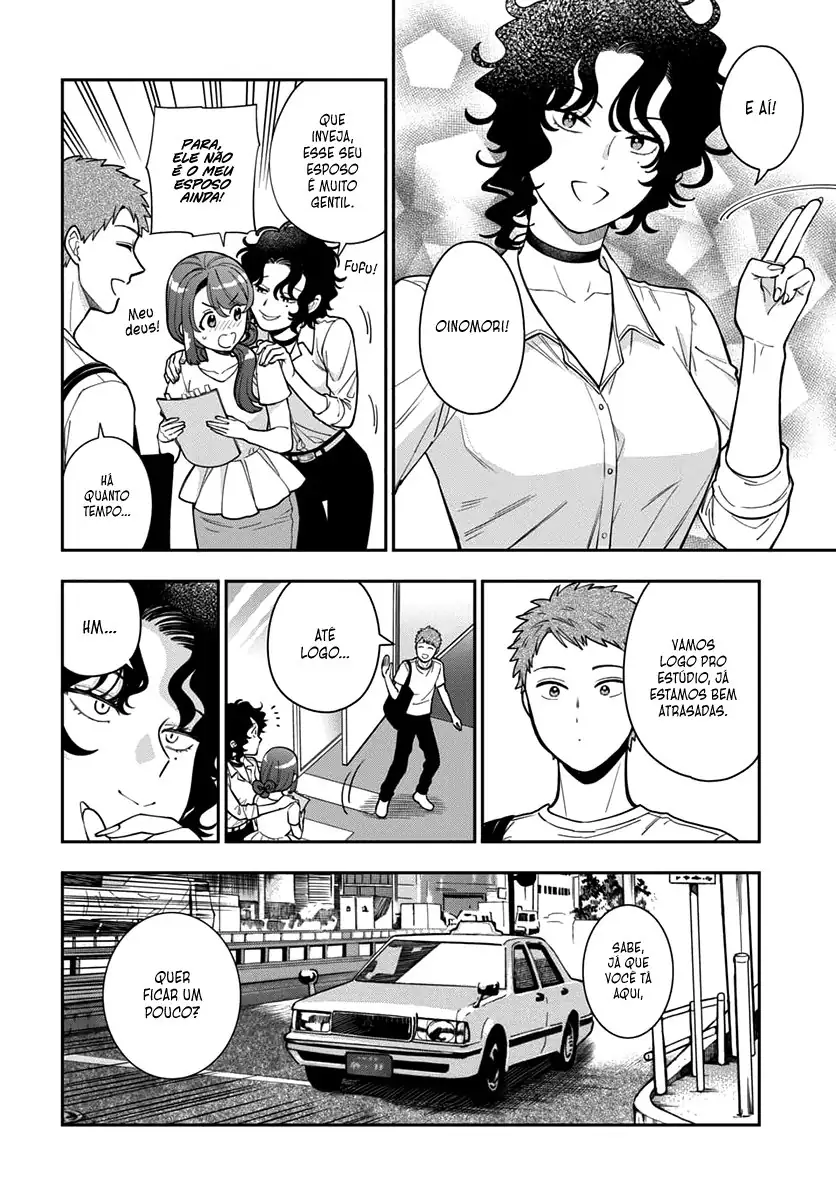 E AÍ!
OINOMORI!
QUE
INVEJA,
ESSE SEU
ESPOSO
É MUITO
GENTIL.
Fufu!
PARA,
ELE NÃO
É O MEU
ESPOSO
AINDA!
Meu
deus!
HÁ
QUANTO
TEMPO...
VAMOS
LOGO PRO
ESTÚDIO, JÁ
ESTAMOS BEM
ATRASADAS.
ATÉ
LOGO...
HM...
SABE,
JÁ QUE
VOCÊ TÁ
AQUI,
QUER
FICAR UM
POUCO?